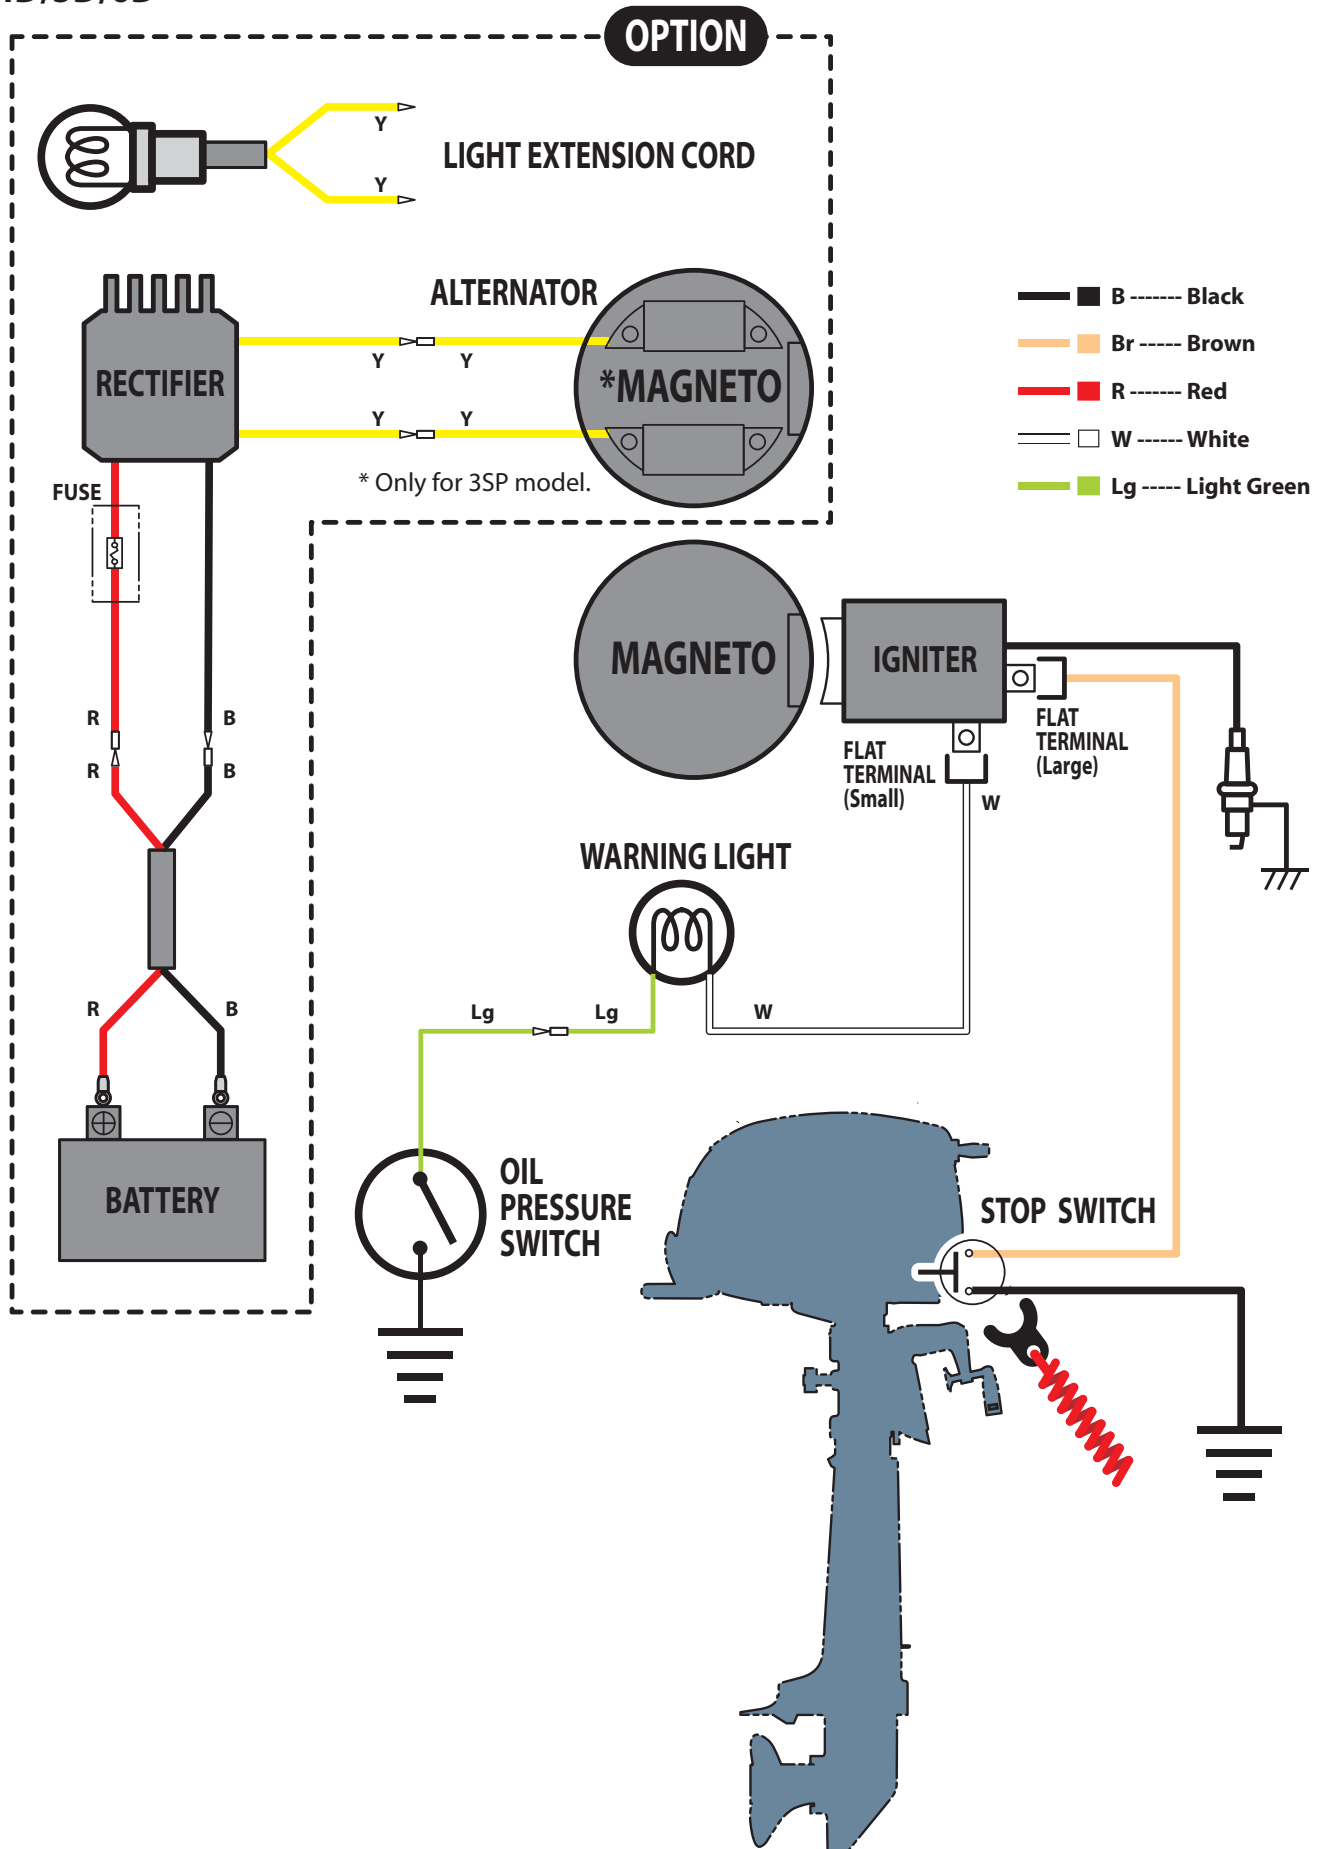 OPTION
Y
LIGHT EXTENSION CORD
Y
ALTERNATOR
RECTIFIER
Y Y
*MAGNETO
Y Y
* Only for 3SP model.
FUSE
B ------- Black
Br ----- Brown
R ------- Red
W ------ White
Lg ----- Light Green
MAGNETO
IGNITER
FLAT
TERMINAL
(Large)
FLAT
TERMINAL
(Small)
W
R B
R B
WARNING LIGHT
R B
Lg Lg W
BATTERY
OIL
PRESSURE
SWITCH
STOP SWITCH